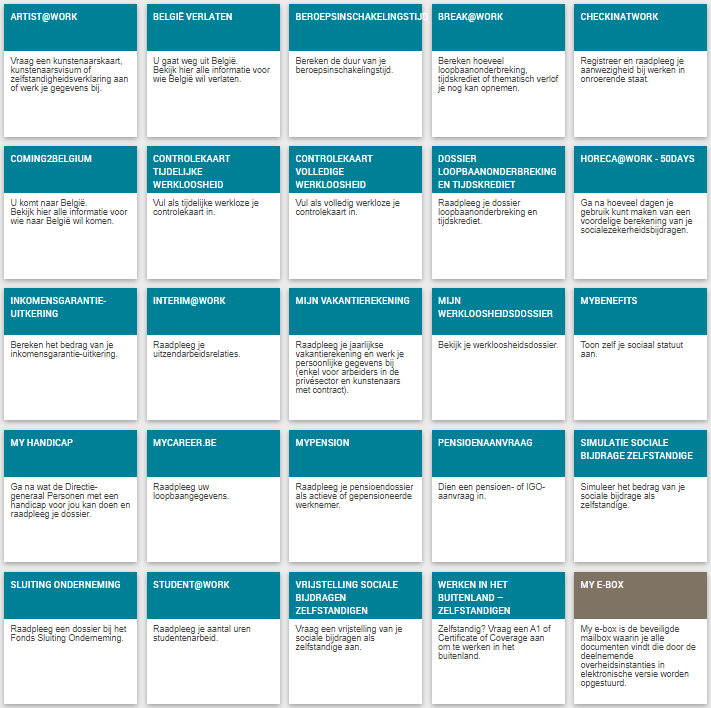 ARTIST@WORK
Vraag een kunstenaarskaart,
kunstenaarsvisum of
zelfstandigheidsverklaring aan
of werk je gegevens bij.
BELGIË VERLATEN
U gaat weg uit België.
Bekijk hier alle informatie voor
wie België wil verlaten.
BEROEPSINSCHAKELINGSTIJD
Bereken de duur van je
beroepsinschakelingstijd.
BREAK@WORK
Bereken hoeveel
loopbaanonderbreking,
tijdskrediet of thematisch verlof
je nog kan opnemen.
CHECKINATWORK
Registreer en raadpleeg je
aanwezigheid bij werken in
onroerende staat.
COMING2BELGIUM
U komt naar België.
Bekijk hier alle informatie voor
wie naar België wil komen.
CONTROLEKAART
TIJDELIJKE
WERKLOOSHEID
Vul als tijdelijke werkloze je
controlekaart in.
CONTROLEKAART
VOLLEDIGE
WERKLOOSHEID
Vul als volledig werkloze je
controlekaart in.
DOSSIER
LOOPBAANONDERBREKING
EN TIJDSKREDIET
Raadpleeg je dossier
loopbaanonderbreking en
tijdskrediet.
HORECA@WORK - 50DAYS
Ga na hoeveel dagen je
gebruik kunt maken van een
voordelige berekening van je
socialezekerheidsbijdragen.
INKOMENSGARANTIE-
UITKERING
Bereken het bedrag van je
inkomensgarantie-uitkering.
INTERIM@WORK
Raadpleeg je
uitzendarbeidsrelaties.
MIJN VAKANTIEREKENING
Raadpleeg je jaarlijkse
vakantierekening en werk je
persoonlijke gegevens bij
(enkel voor arbeiders in de
privésector en kunstenaars
met contract).
MIJN
WERKLOOSHEIDSDOSSIER
Bekijk je werkloosheidsdossier.
MYBENEFITS
Toon zelf je sociaal statuut
aan.
MY HANDICAP
Ga na wat de Directie-
generaal Personen met een
handicap voor jou kan doen en
raadpleeg je dossier.
MYCAREER.BE
Raadpleeg uw
loopbaangegevens.
MYPENSION
Raadpleeg je pensioendossier
als actieve of gepensioneerde
werknemer.
PENSIOENAANVRAAG
Dien een pensioen- of IGO-
aanvraag in.
SIMULATIE SOCIALE
BIJDRAGE ZELFSTANDIGE
Simuleer het bedrag van je
sociale bijdrage als
zelfstandige.
SLUITING ONDERNEMING
Raadpleeg een dossier bij het
Fonds Sluiting Onderneming.
STUDENT@WORK
Raadpleeg je aantal uren
studentenarbeid.
VRIJSTELLING SOCIALE
BIJDRAGEN
ZELFSTANDIGEN
Vraag een vrijstelling van je
sociale bijdragen als
zelfstandige aan.
WERKEN IN HET
BUITENLAND –
ZELFSTANDIGEN
Zelfstandig? Vraag een A1 of
Certificate of Coverage aan
om te werken in het
buitenland.
MY E-BOX
My e-box is de beveiligde
mailbox waarin je alle
documenten vindt die door de
deelnemende
overheidsinstanties in
elektronische versie worden
opgestuurd.